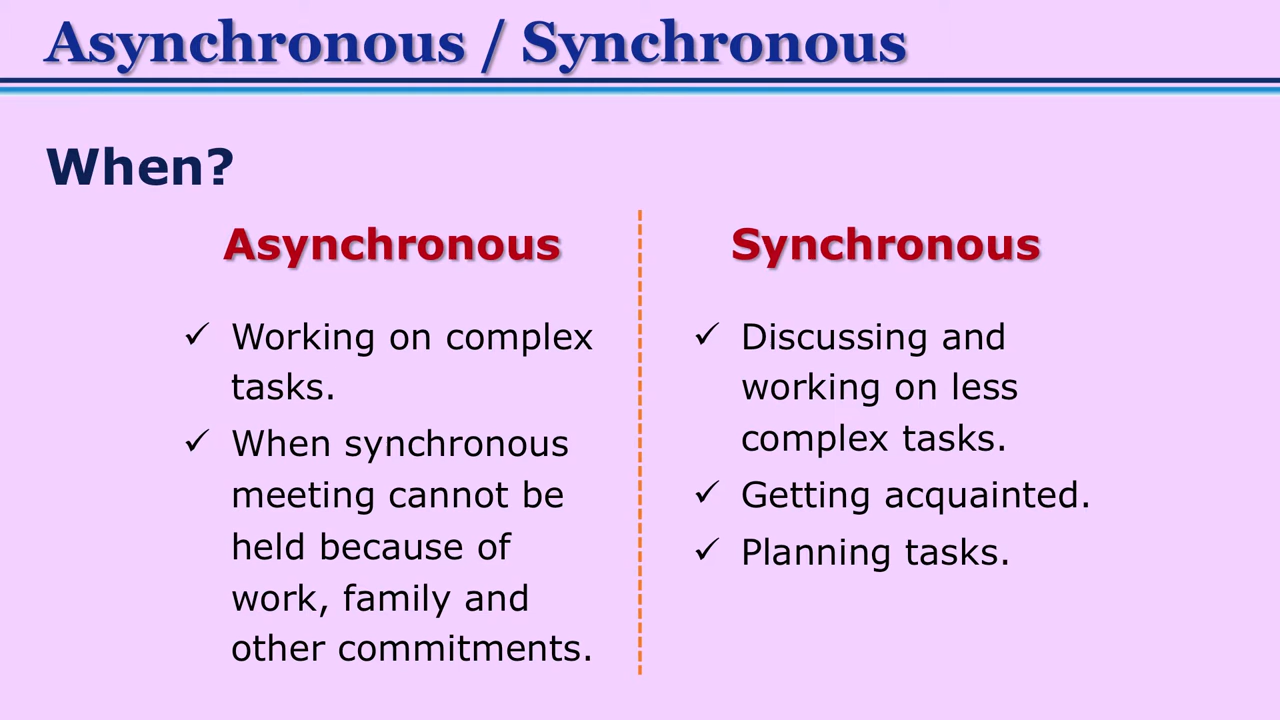 Asynchronous / Synchronous
When?
Asynchronous
✓ Working on complex
tasks.
✓ When synchronous
meeting cannot be
held because of
work, family and
other commitments.
Synchronous
✓ Discussing and
working on less
complex tasks.
✓ Getting acquainted.
✓ Planning tasks.